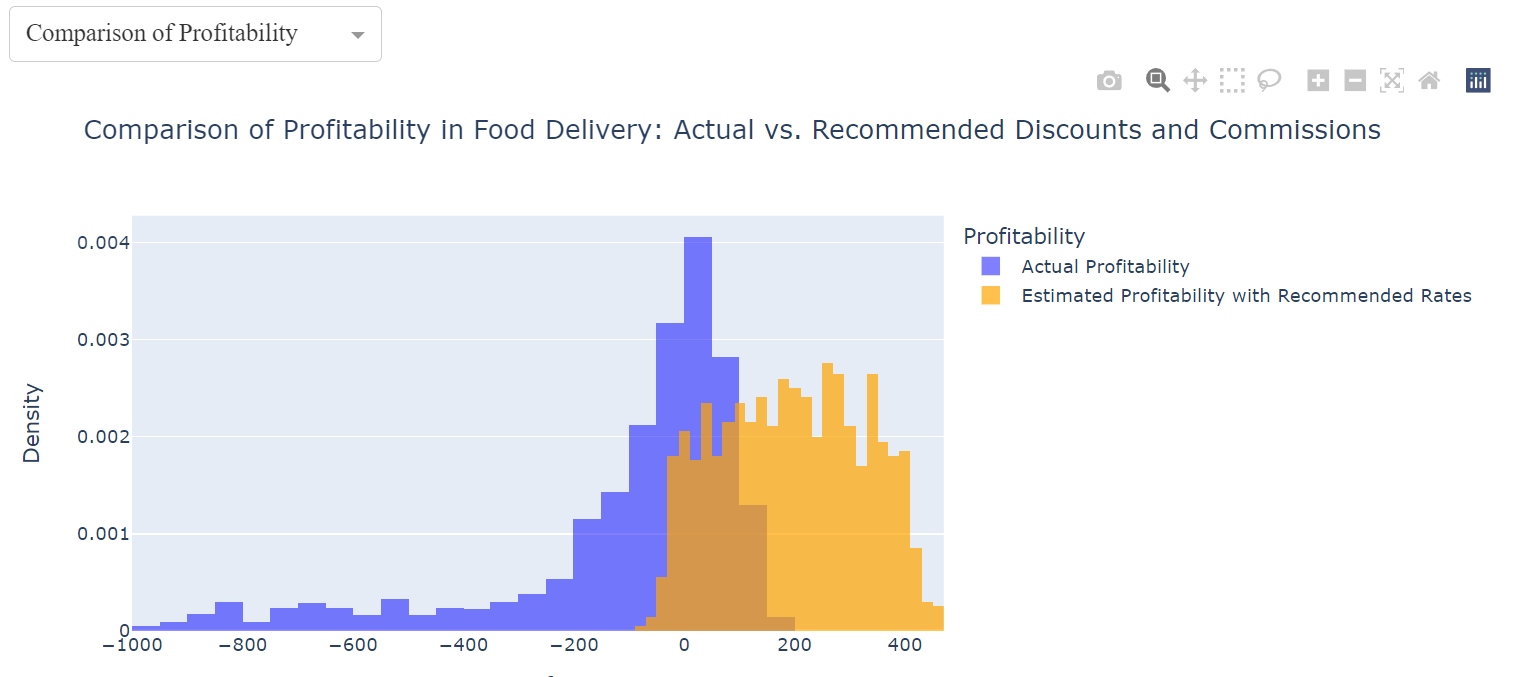 Comparison of Profitability
Comparison of Profitability in Food Delivery: Actual vs. Recommended Discounts and Commissions
Profitability
Actual Profitability
Estimated Profitability with Recommended Rates
Density
0.004
0.003
0.002
0.001
0
−1000 −800 −600 −400 −200 0 200 400